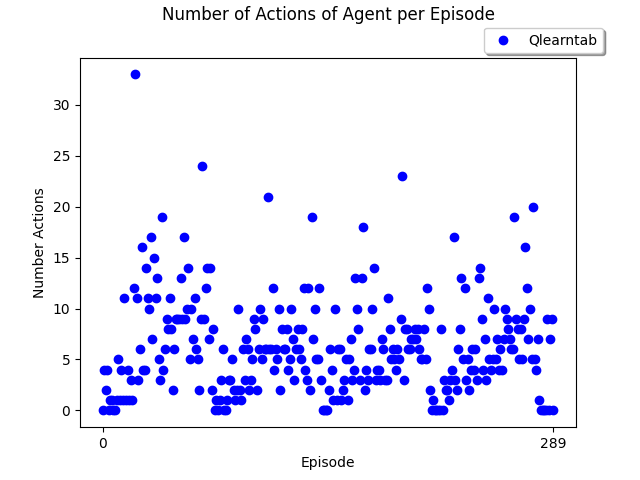 Number of Actions of Agent per Episode
Qlearntab
30
25
20
15
10
5
0
Number Actions
0
289
Episode